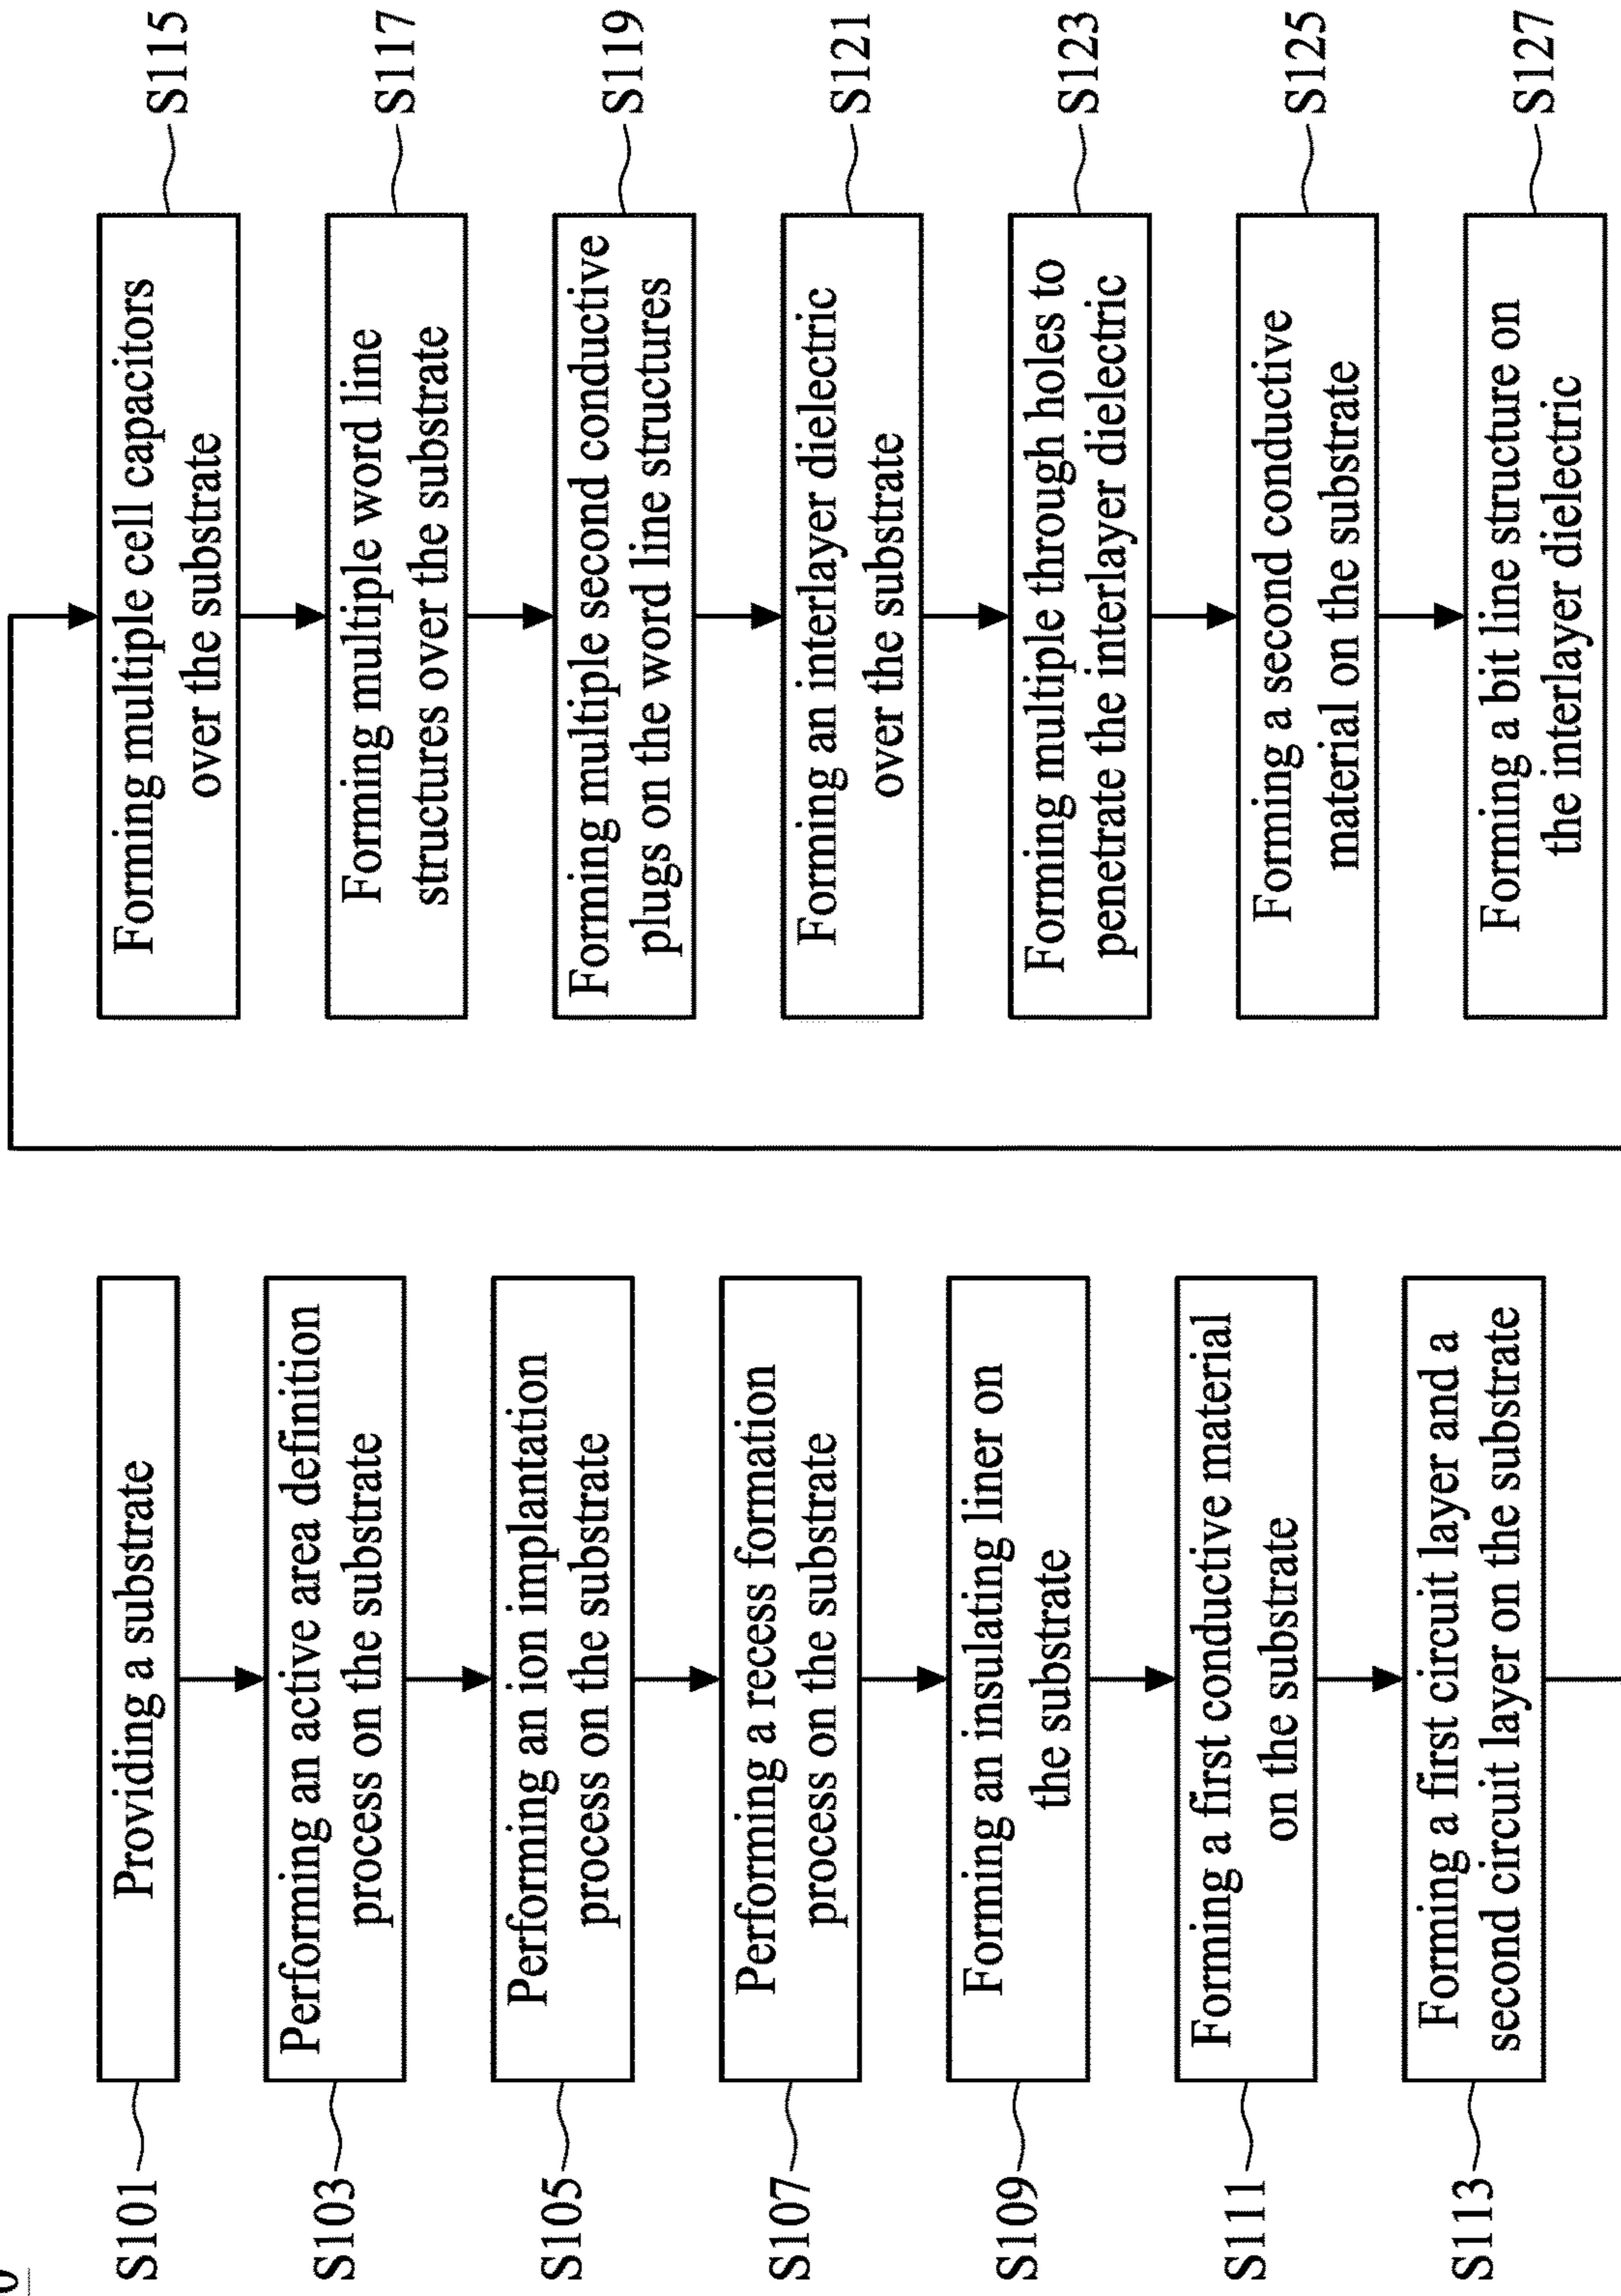 S101
Providing a substrate
S103
Performing an active area definition
process on the substrate
S105
Performing an ion implantation
process on the substrate
S107
Performing a recess formation
process on the substrate
S109
Forming an insulating liner on
the substrate
S111
Forming a first conductive material
on the substrate
S113
Forming a first circuit layer and a
second circuit layer on the substrate
Forming multiple cell capacitors
over the substrate
S115
Forming multiple word line
structures over the substrate
S117
Forming multiple second conductive
plugs on the word line structures
S119
Forming an interlayer dielectric
over the substrate
S121
Forming multiple through holes to
penetrate the interlayer dielectric
S123
Forming a second conductive
material on the substrate
S125
Forming a bit line structure on
the interlayer dielectric
S127